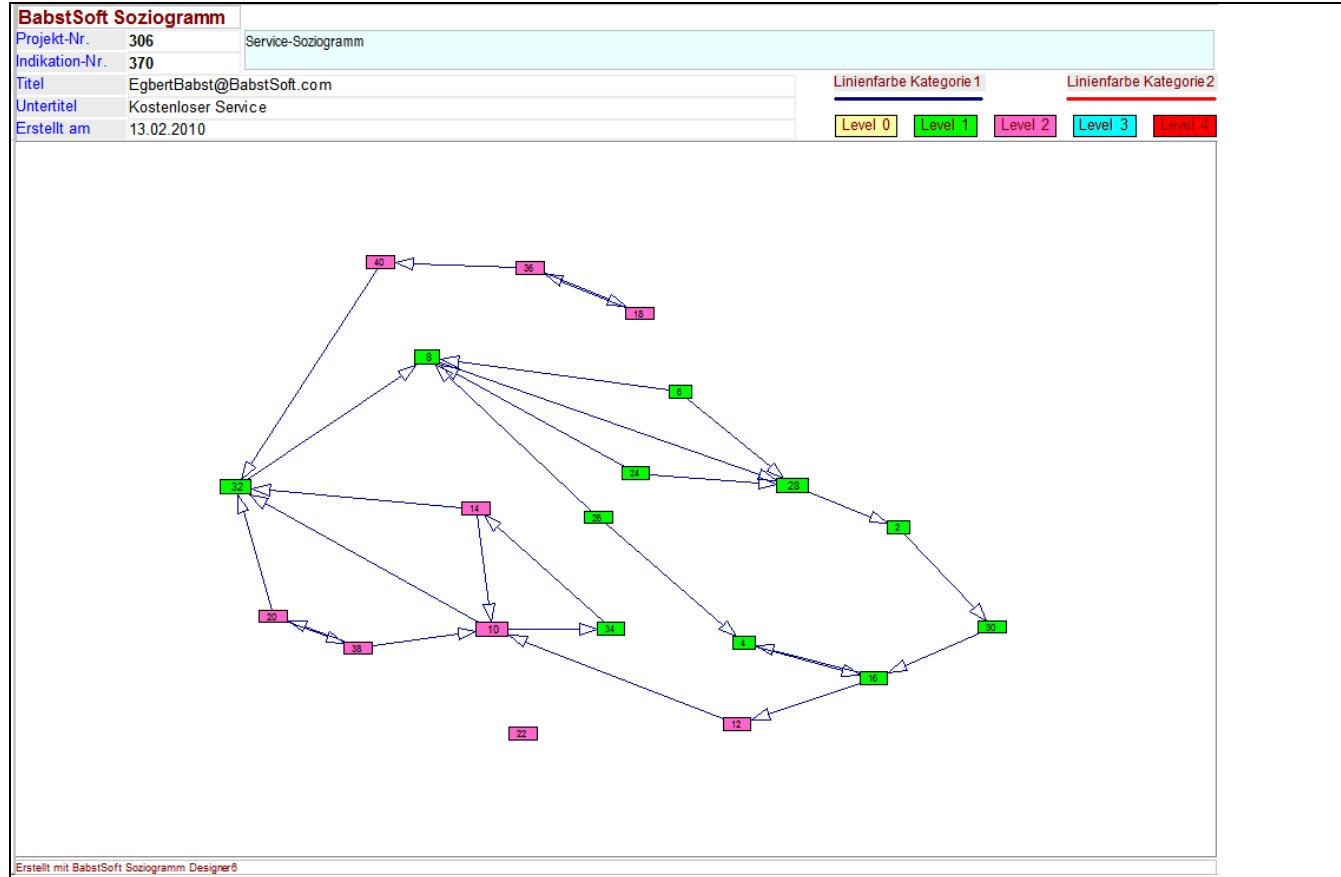 BabstSoft Soziogramm
Projekt-Nr. 306 Service-Soziogramm
Indikation-Nr. 370
Titel EgbertBabst@BabstSoft.com Linienfarbe Kategorie1 Linienfarbe Kategorie2
Untertitel Kostenloser Service
Erstellt am 13.02.2010 Level 0 Level 1 Level 2 Level 3 Level 4
40 36
18
8
6
24
32 28
14
26
2
20
10 34 30
4
38
16
12
22
Erstellt mit BabstSoft Soziogramm Designer6